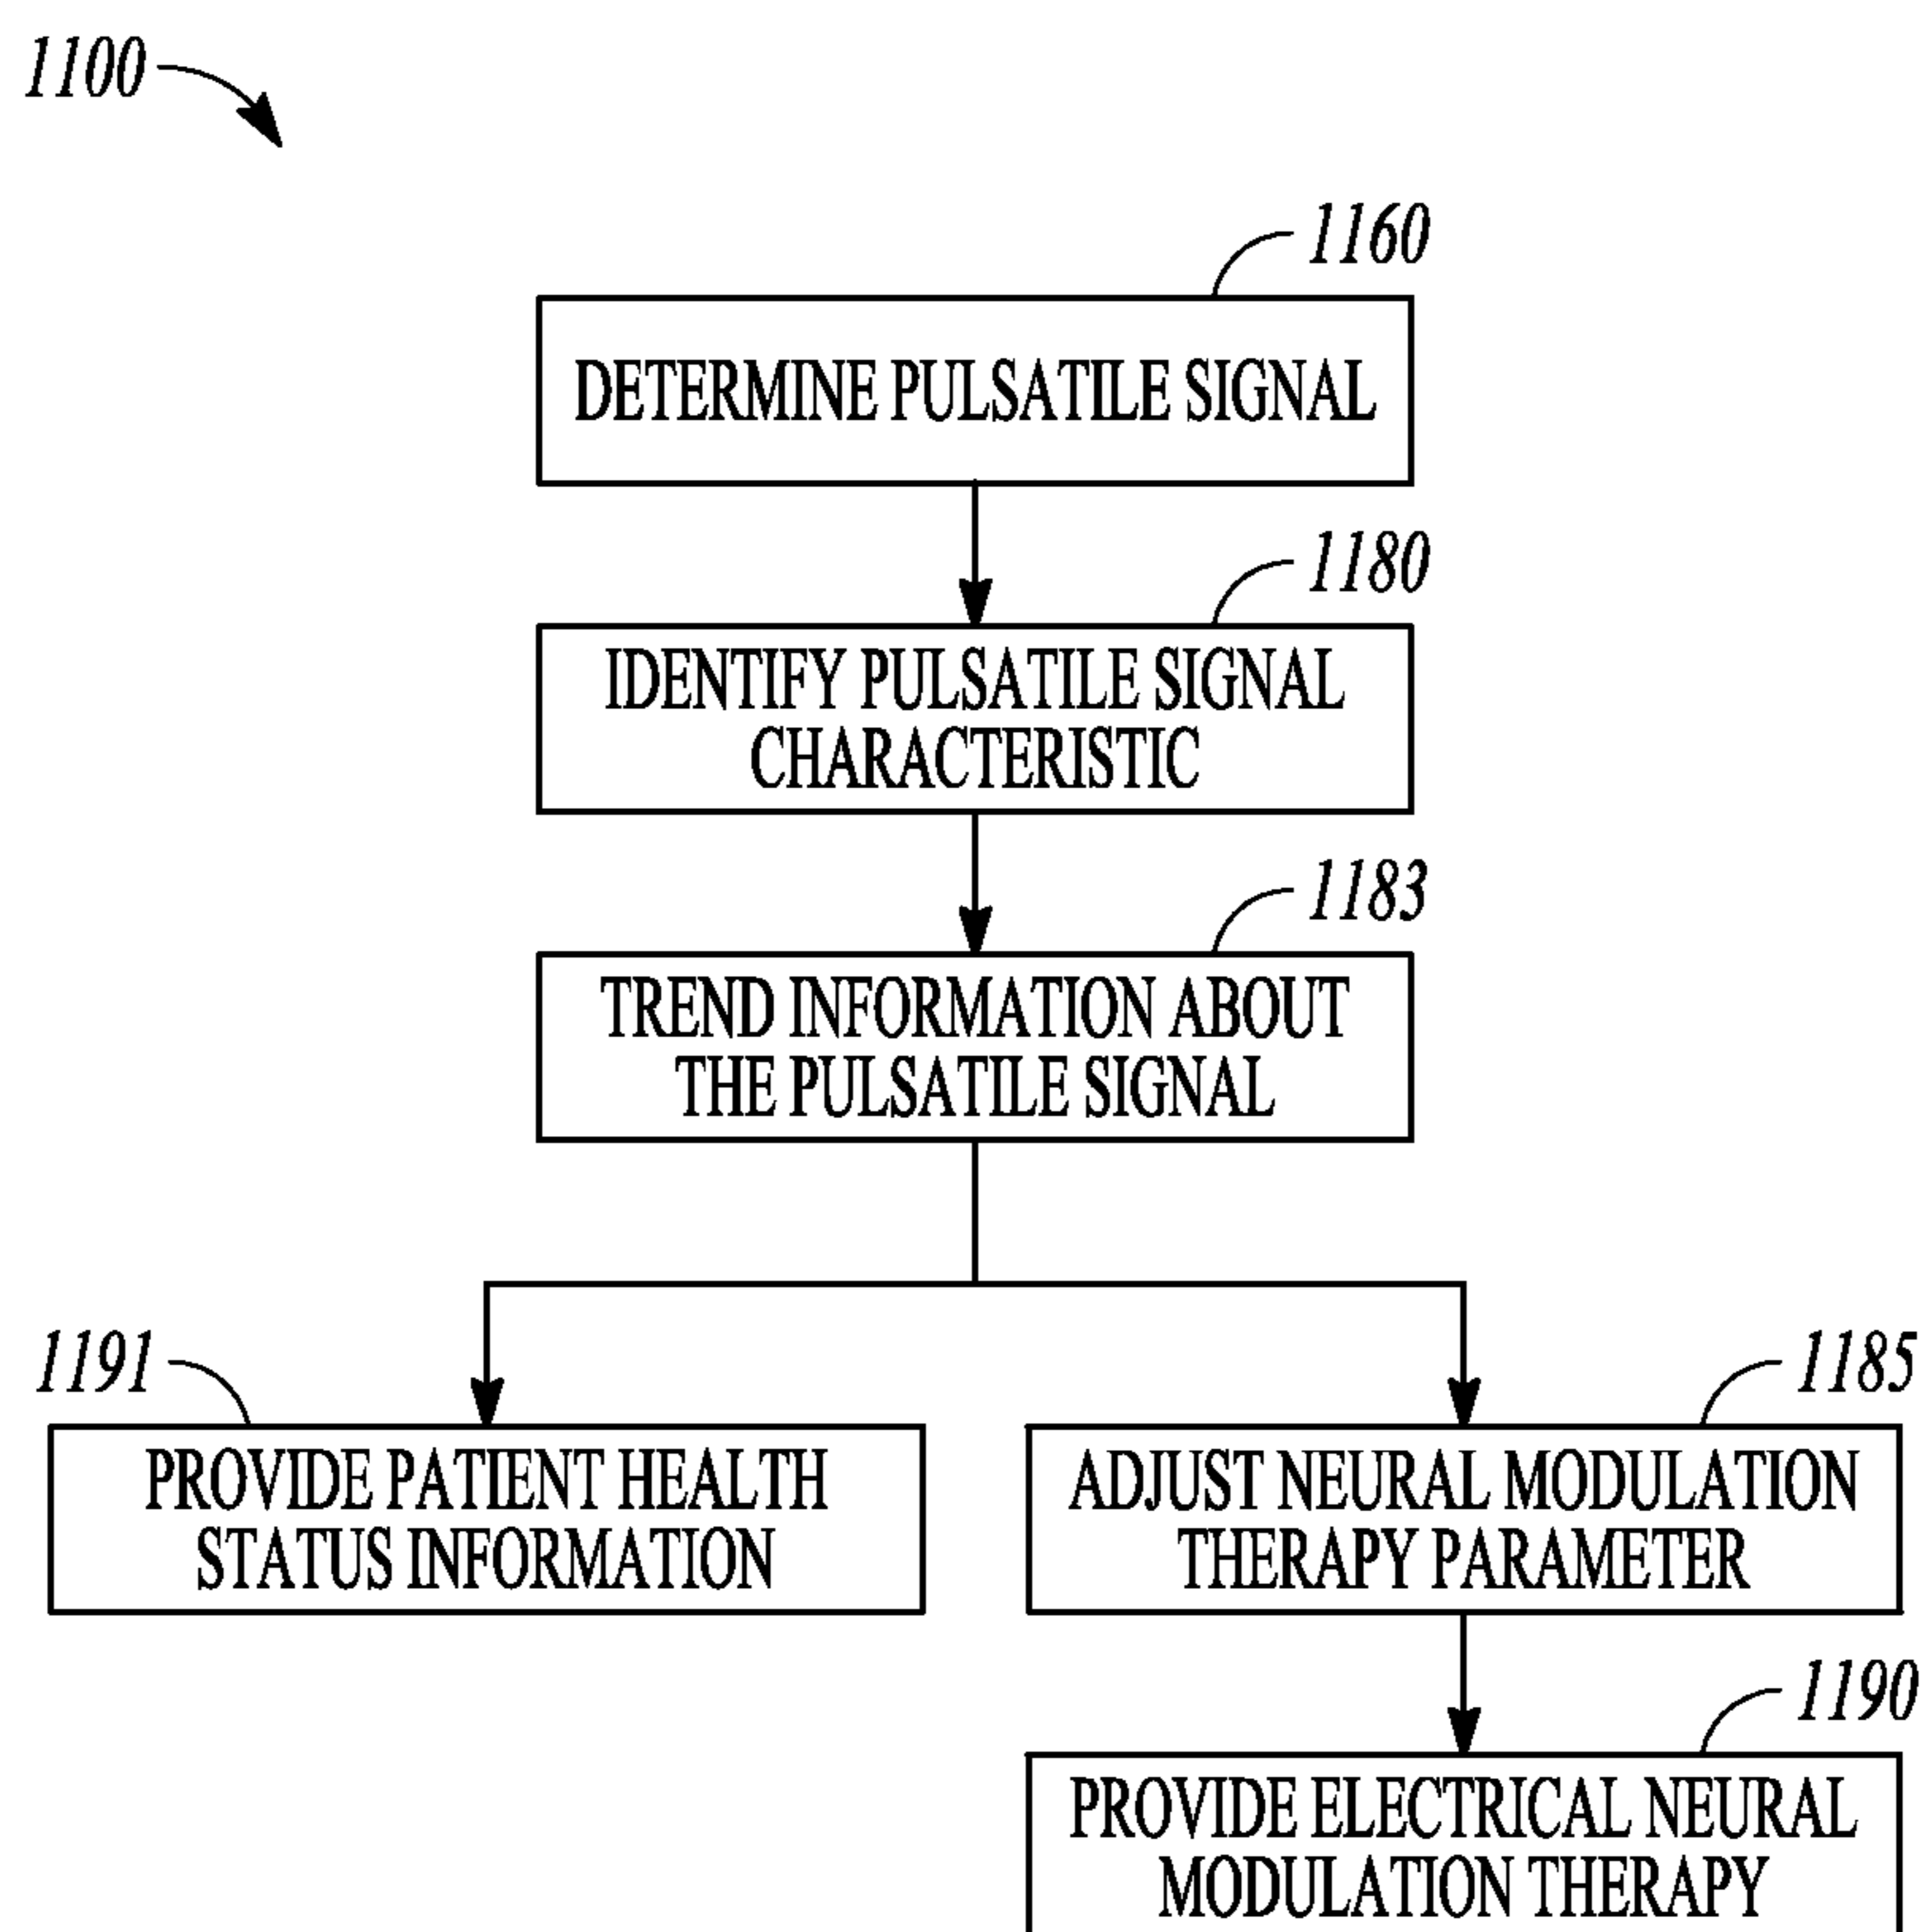 1100
1160
DETERMINE PULSATILE SIGNAL
1180
IDENTIFY PULSATILE SIGNAL
CHARACTERISTIC
1183
TREND INFORMATION ABOUT
THE PULSATILE SIGNAL
1191
PROVIDE PATIENT HEALTH
STATUS INFORMATION
1185
ADJUST NEURAL MODULATION
THERAPY PARAMETER
1190
PROVIDE ELECTRICAL NEURAL
MODULATION THERAPY